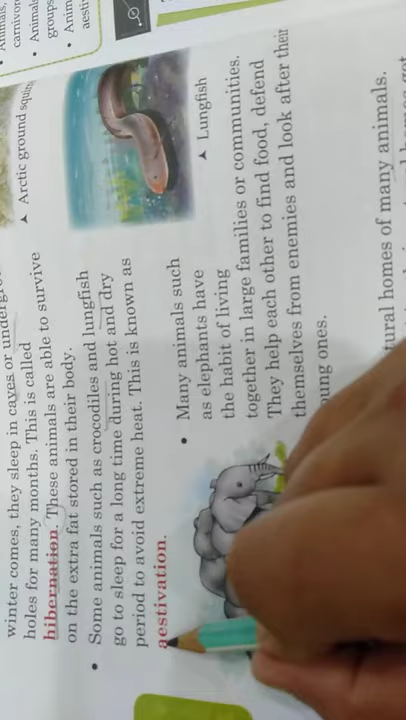 • Animals,
carnivore
• Animals
groups
• Anim
aesti
▲ Arctic ground squirr
winter comes, they sleep in caves or undergro
holes for many months. This is called
hibernation. These animals are able to survive
on the extra fat stored in their body.
• Some animals such as crocodiles and lungfish
go to sleep for a long time during hot and dry
period to avoid extreme heat. This is known as
aestivation.
▲ Lungfish
• Many animals such
as elephants have
the habit of living
together in large families or communities.
They help each other to find food, defend
themselves from enemies and look after their
oung ones.
tural homes of many animals.